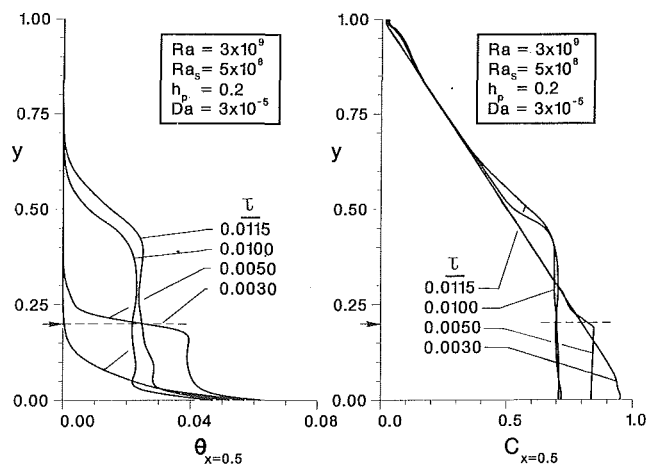 Ra = 3x10⁹
Raₛ = 5x10⁸
hₚ = 0.2
Da = 3x10⁻⁵
0.75
y
0.50
0.25
0.00
τ
0.0115
0.0100
0.0050
0.0030
0.00 0.04 0.08
θₓ₌₀.₅
1.00
Ra = 3x10⁹
Raₛ = 5x10⁸
hₚ = 0.2
Da = 3x10⁻⁵
0.75
y
0.50
0.25
0.00
τ
0.0115
0.0100
0.0050
0.0030
0.0 0.5 1.0
Cₓ₌₀.₅